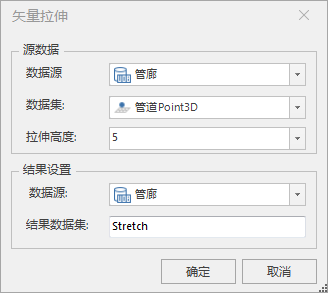 矢量拉伸
源数据
数据源 管廊
数据集: 管道Point3D
拉伸高度: 5
结果设置
数据源: 管廊
结果数据集: Stretch
确定 取消